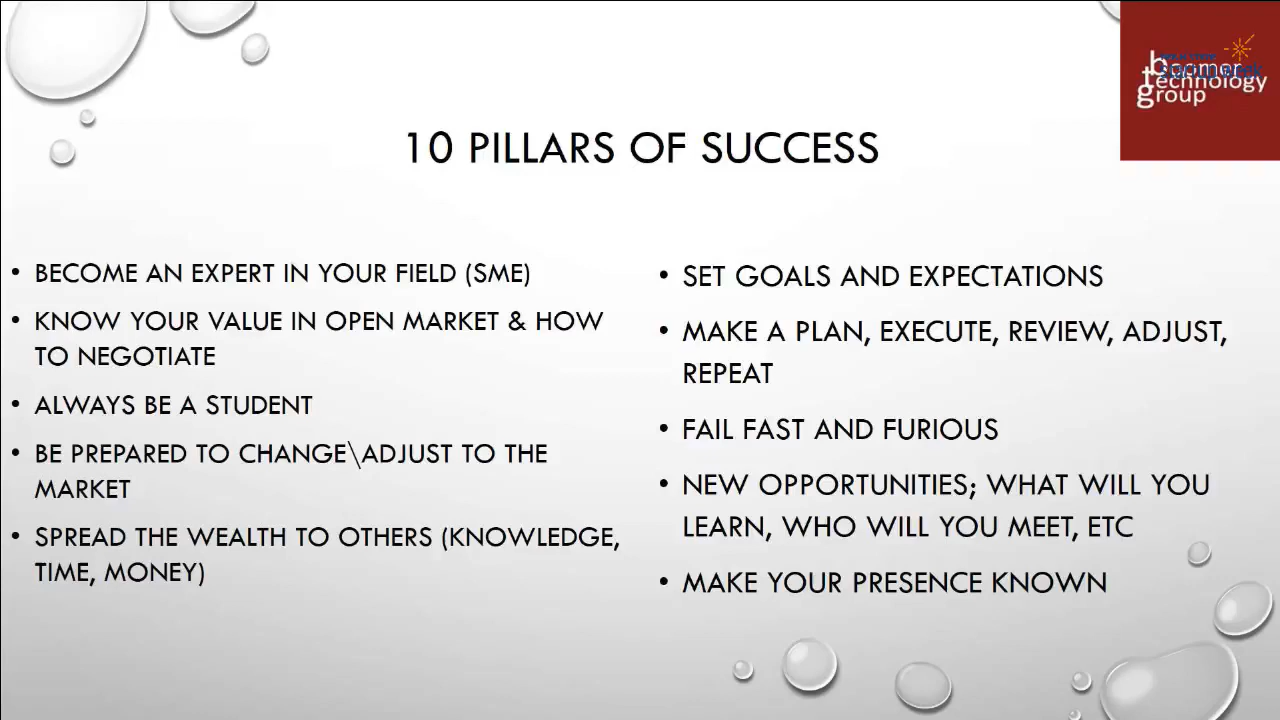 10 PILLARS OF SUCCESS
• BECOME AN EXPERT IN YOUR FIELD (SME)
• KNOW YOUR VALUE IN OPEN MARKET & HOW
TO NEGOTIATE
• ALWAYS BE A STUDENT
• BE PREPARED TO CHANGE\ADJUST TO THE
MARKET
• SPREAD THE WEALTH TO OTHERS (KNOWLEDGE,
TIME, MONEY)
• SET GOALS AND EXPECTATIONS
• MAKE A PLAN, EXECUTE, REVIEW, ADJUST,
REPEAT
• FAIL FAST AND FURIOUS
• NEW OPPORTUNITIES; WHAT WILL YOU
LEARN, WHO WILL YOU MEET, ETC
• MAKE YOUR PRESENCE KNOWN
boomer
technology
group